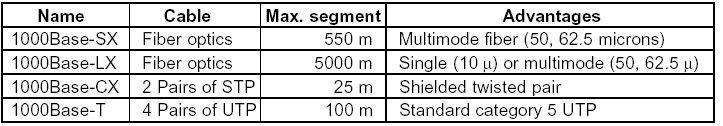 Name Cable Max. segment Advantages
1000Base-SX Fiber optics 550 m Multimode fiber (50, 62.5 microns)
1000Base-LX Fiber optics 5000 m Single (10 μ) or multimode (50, 62.5 μ)
1000Base-CX 2 Pairs of STP 25 m Shielded twisted pair
1000Base-T 4 Pairs of UTP 100 m Standard category 5 UTP